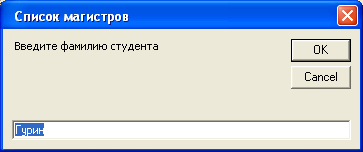 Список магистров
Введите фамилию студента
OK
Cancel
Гурин